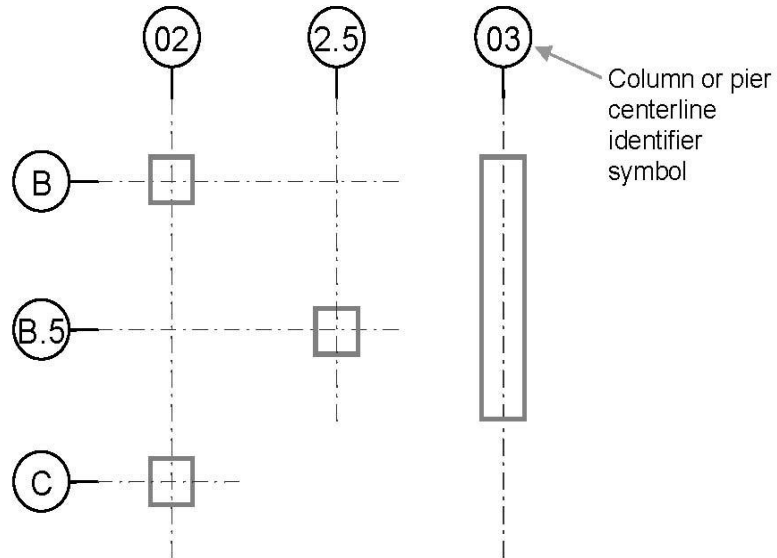 02
2.5
03
Column or pier
centerline
identifier
symbol
B
B.5
C